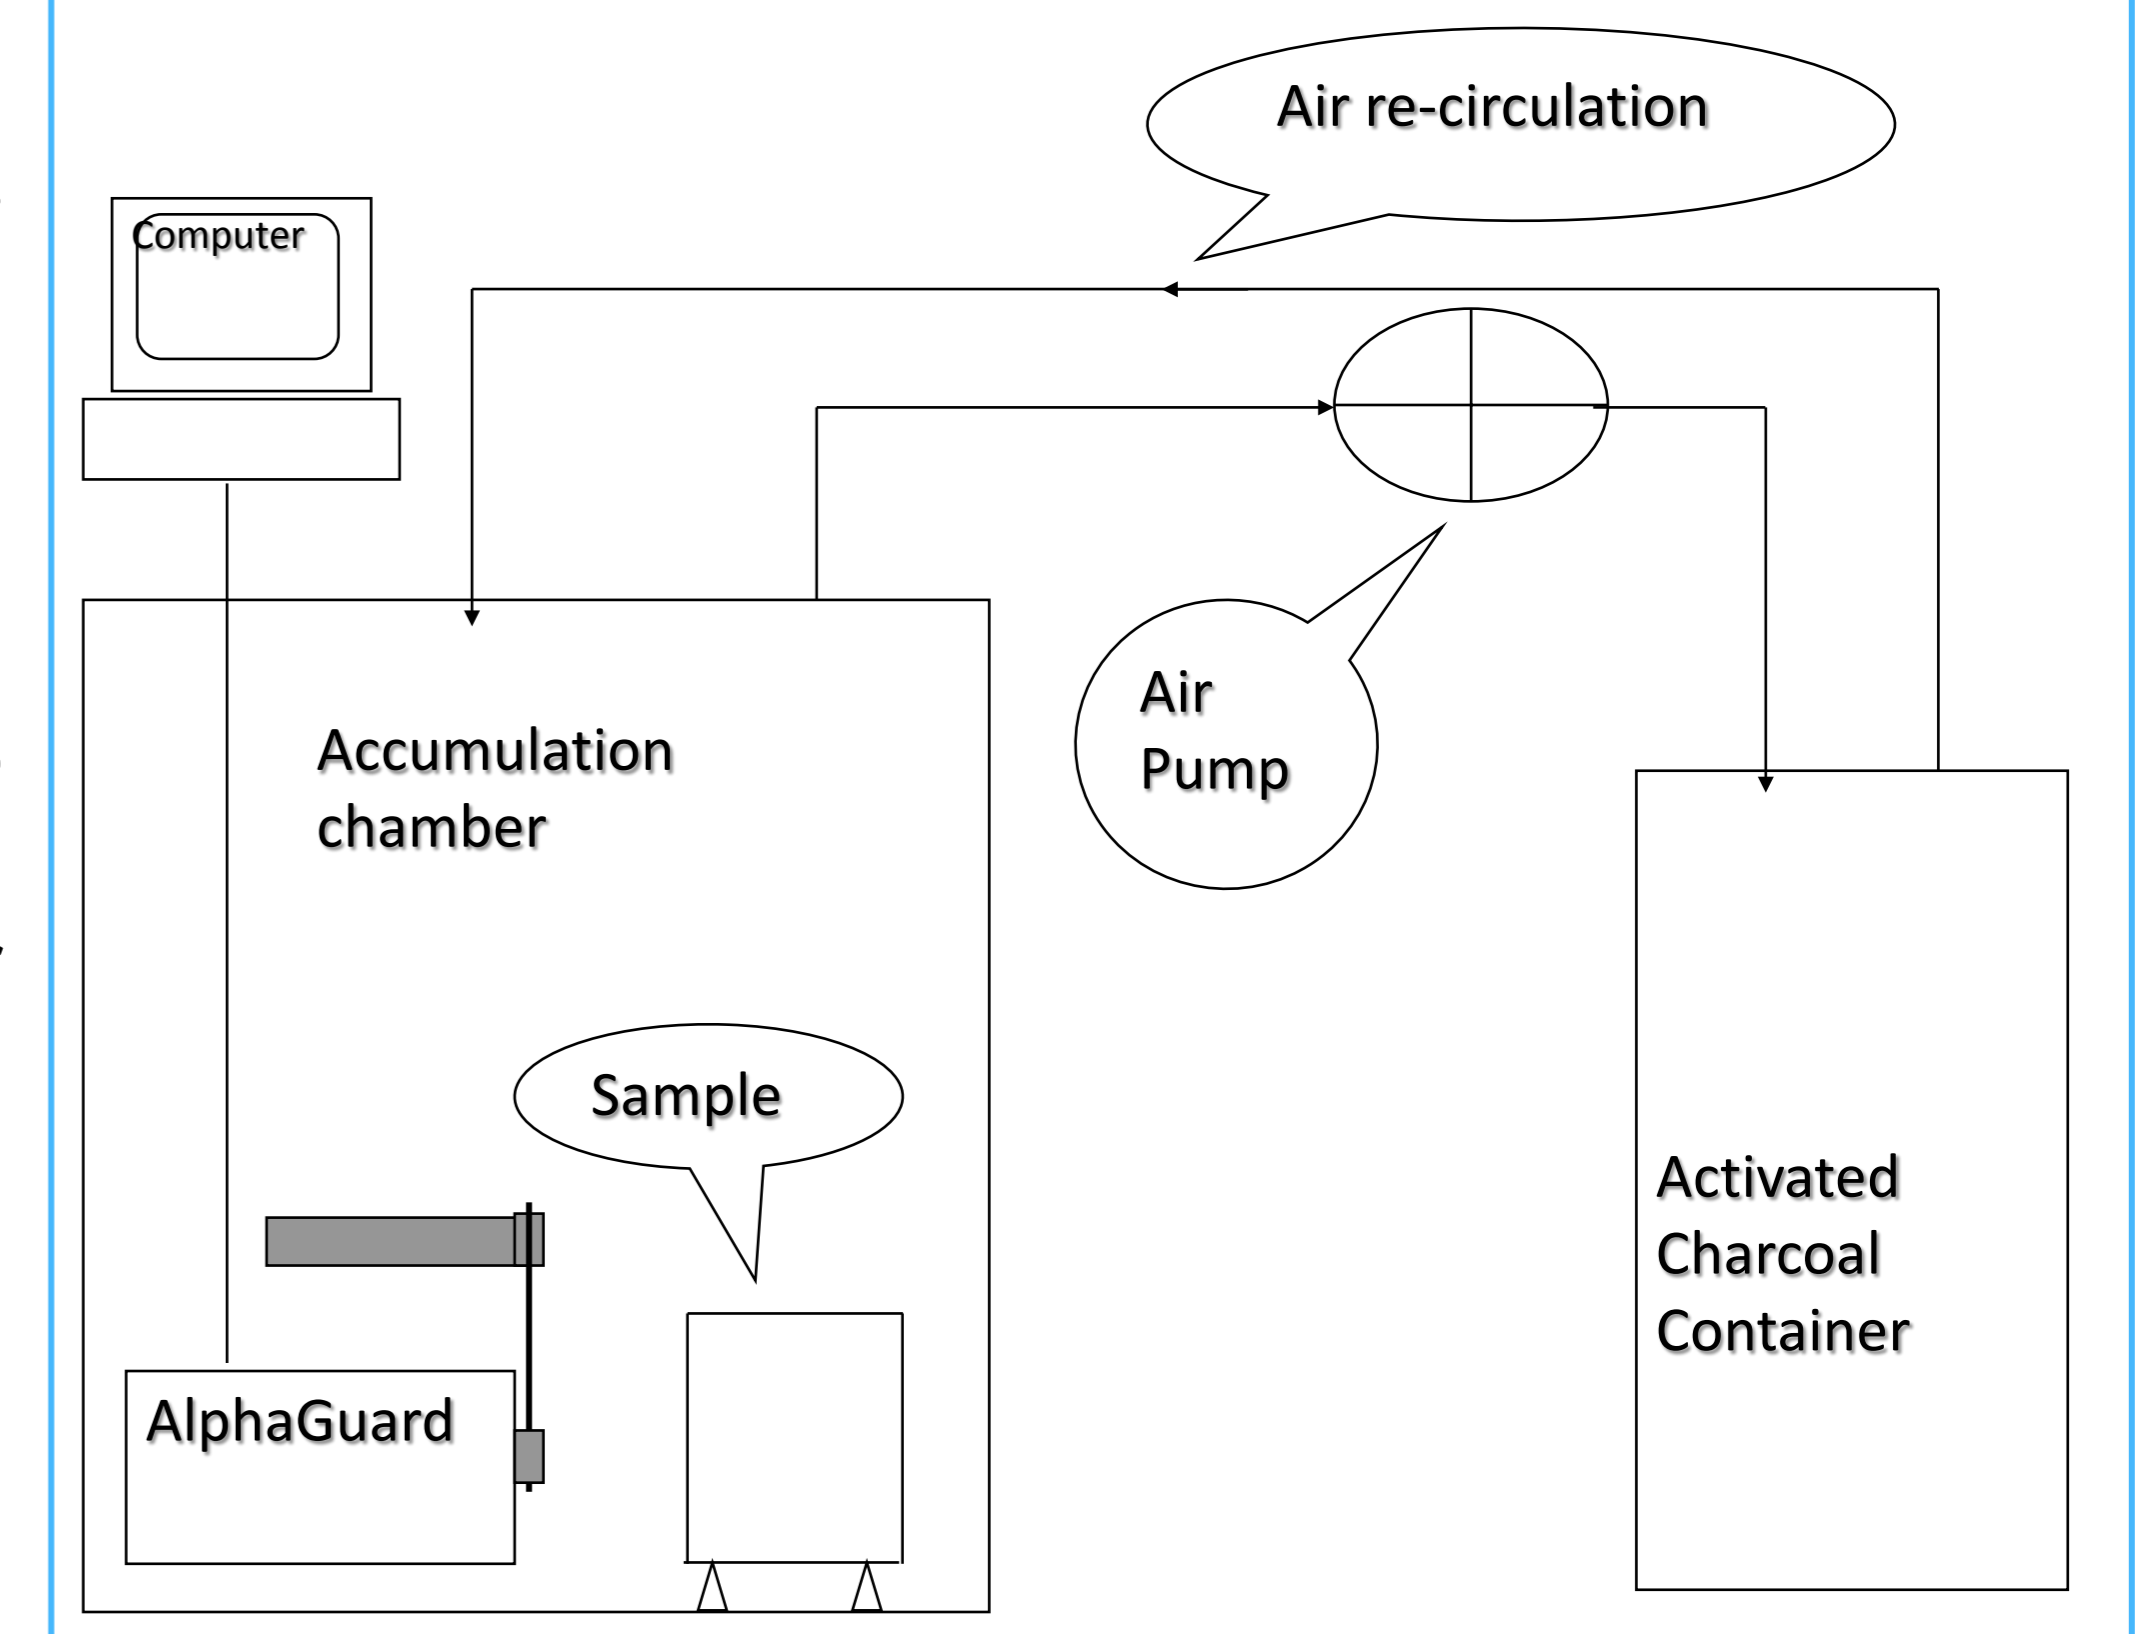 Air re-circulation
Computer
Air
Pump
Accumulation
chamber
Sample
Activated
Charcoal
Container
AlphaGuard